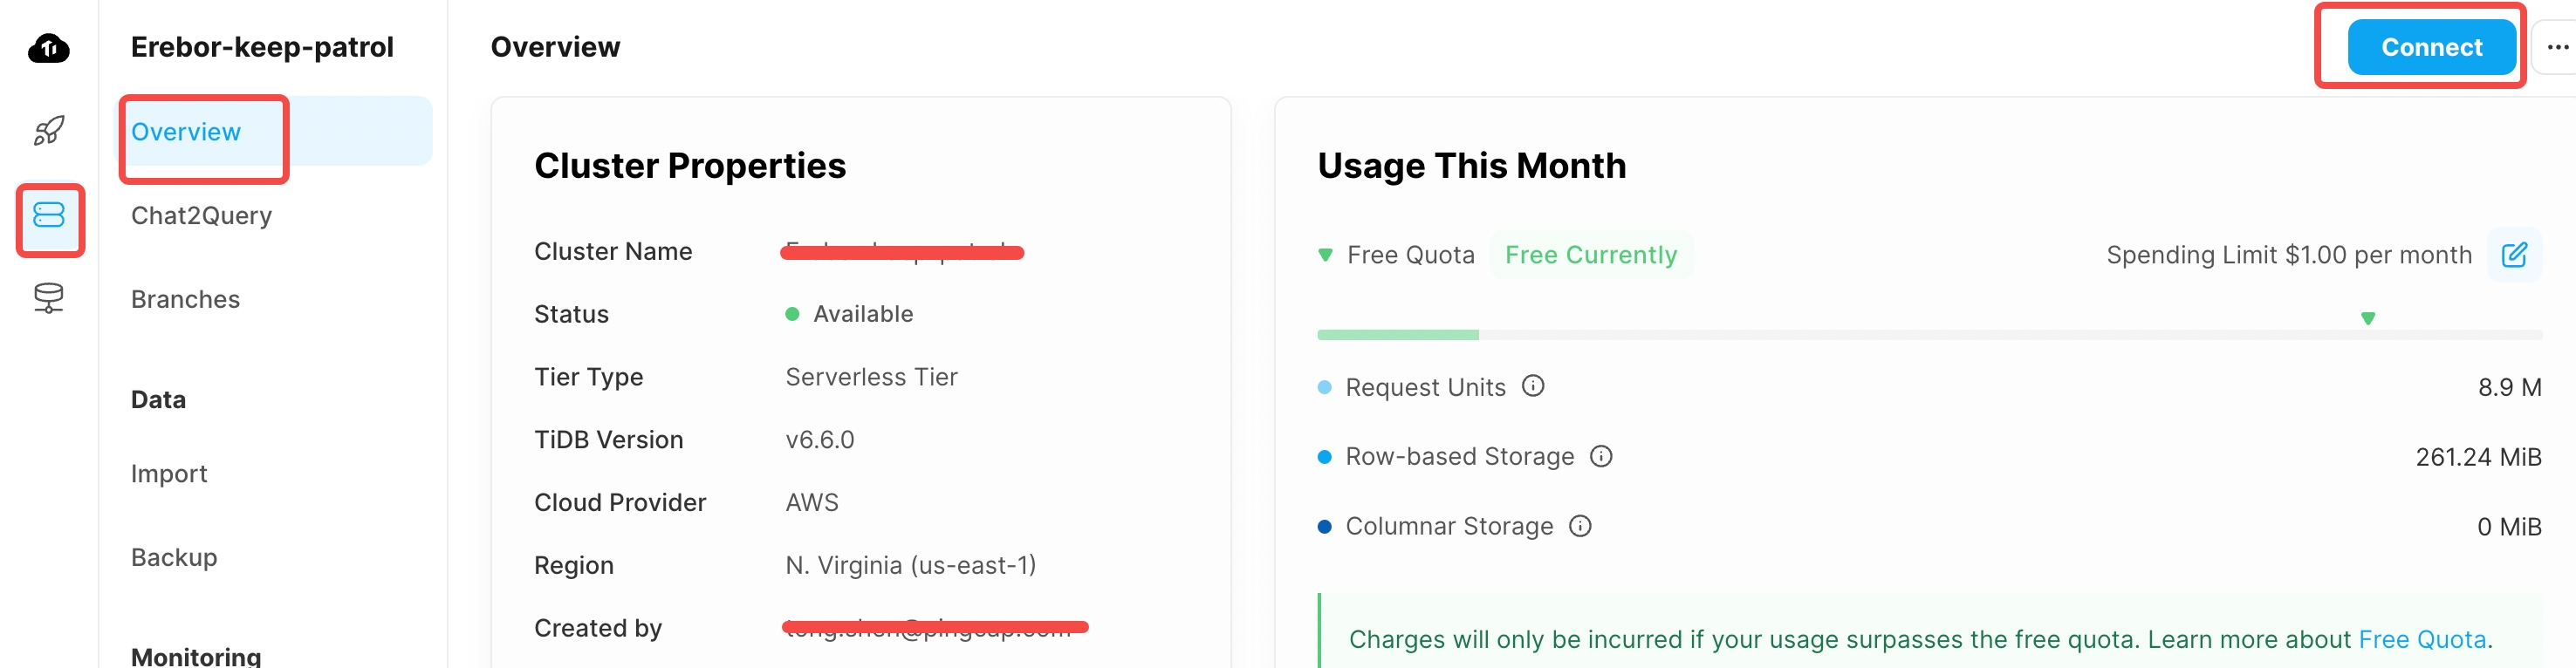 Erebor-keep-patrol
Overview
Chat2Query
Branches
Data
Import
Backup
Monitoring
Overview
Connect
Cluster Properties
Cluster Name
Status Available
Tier Type Serverless Tier
TiDB Version v6.6.0
Cloud Provider AWS
Region N. Virginia (us-east-1)
Created by
Usage This Month
Free Quota Free Currently Spending Limit $1.00 per month
Request Units 8.9 M
Row-based Storage 261.24 MiB
Columnar Storage 0 MiB
Charges will only be incurred if your usage surpasses the free quota. Learn more about Free Quota.